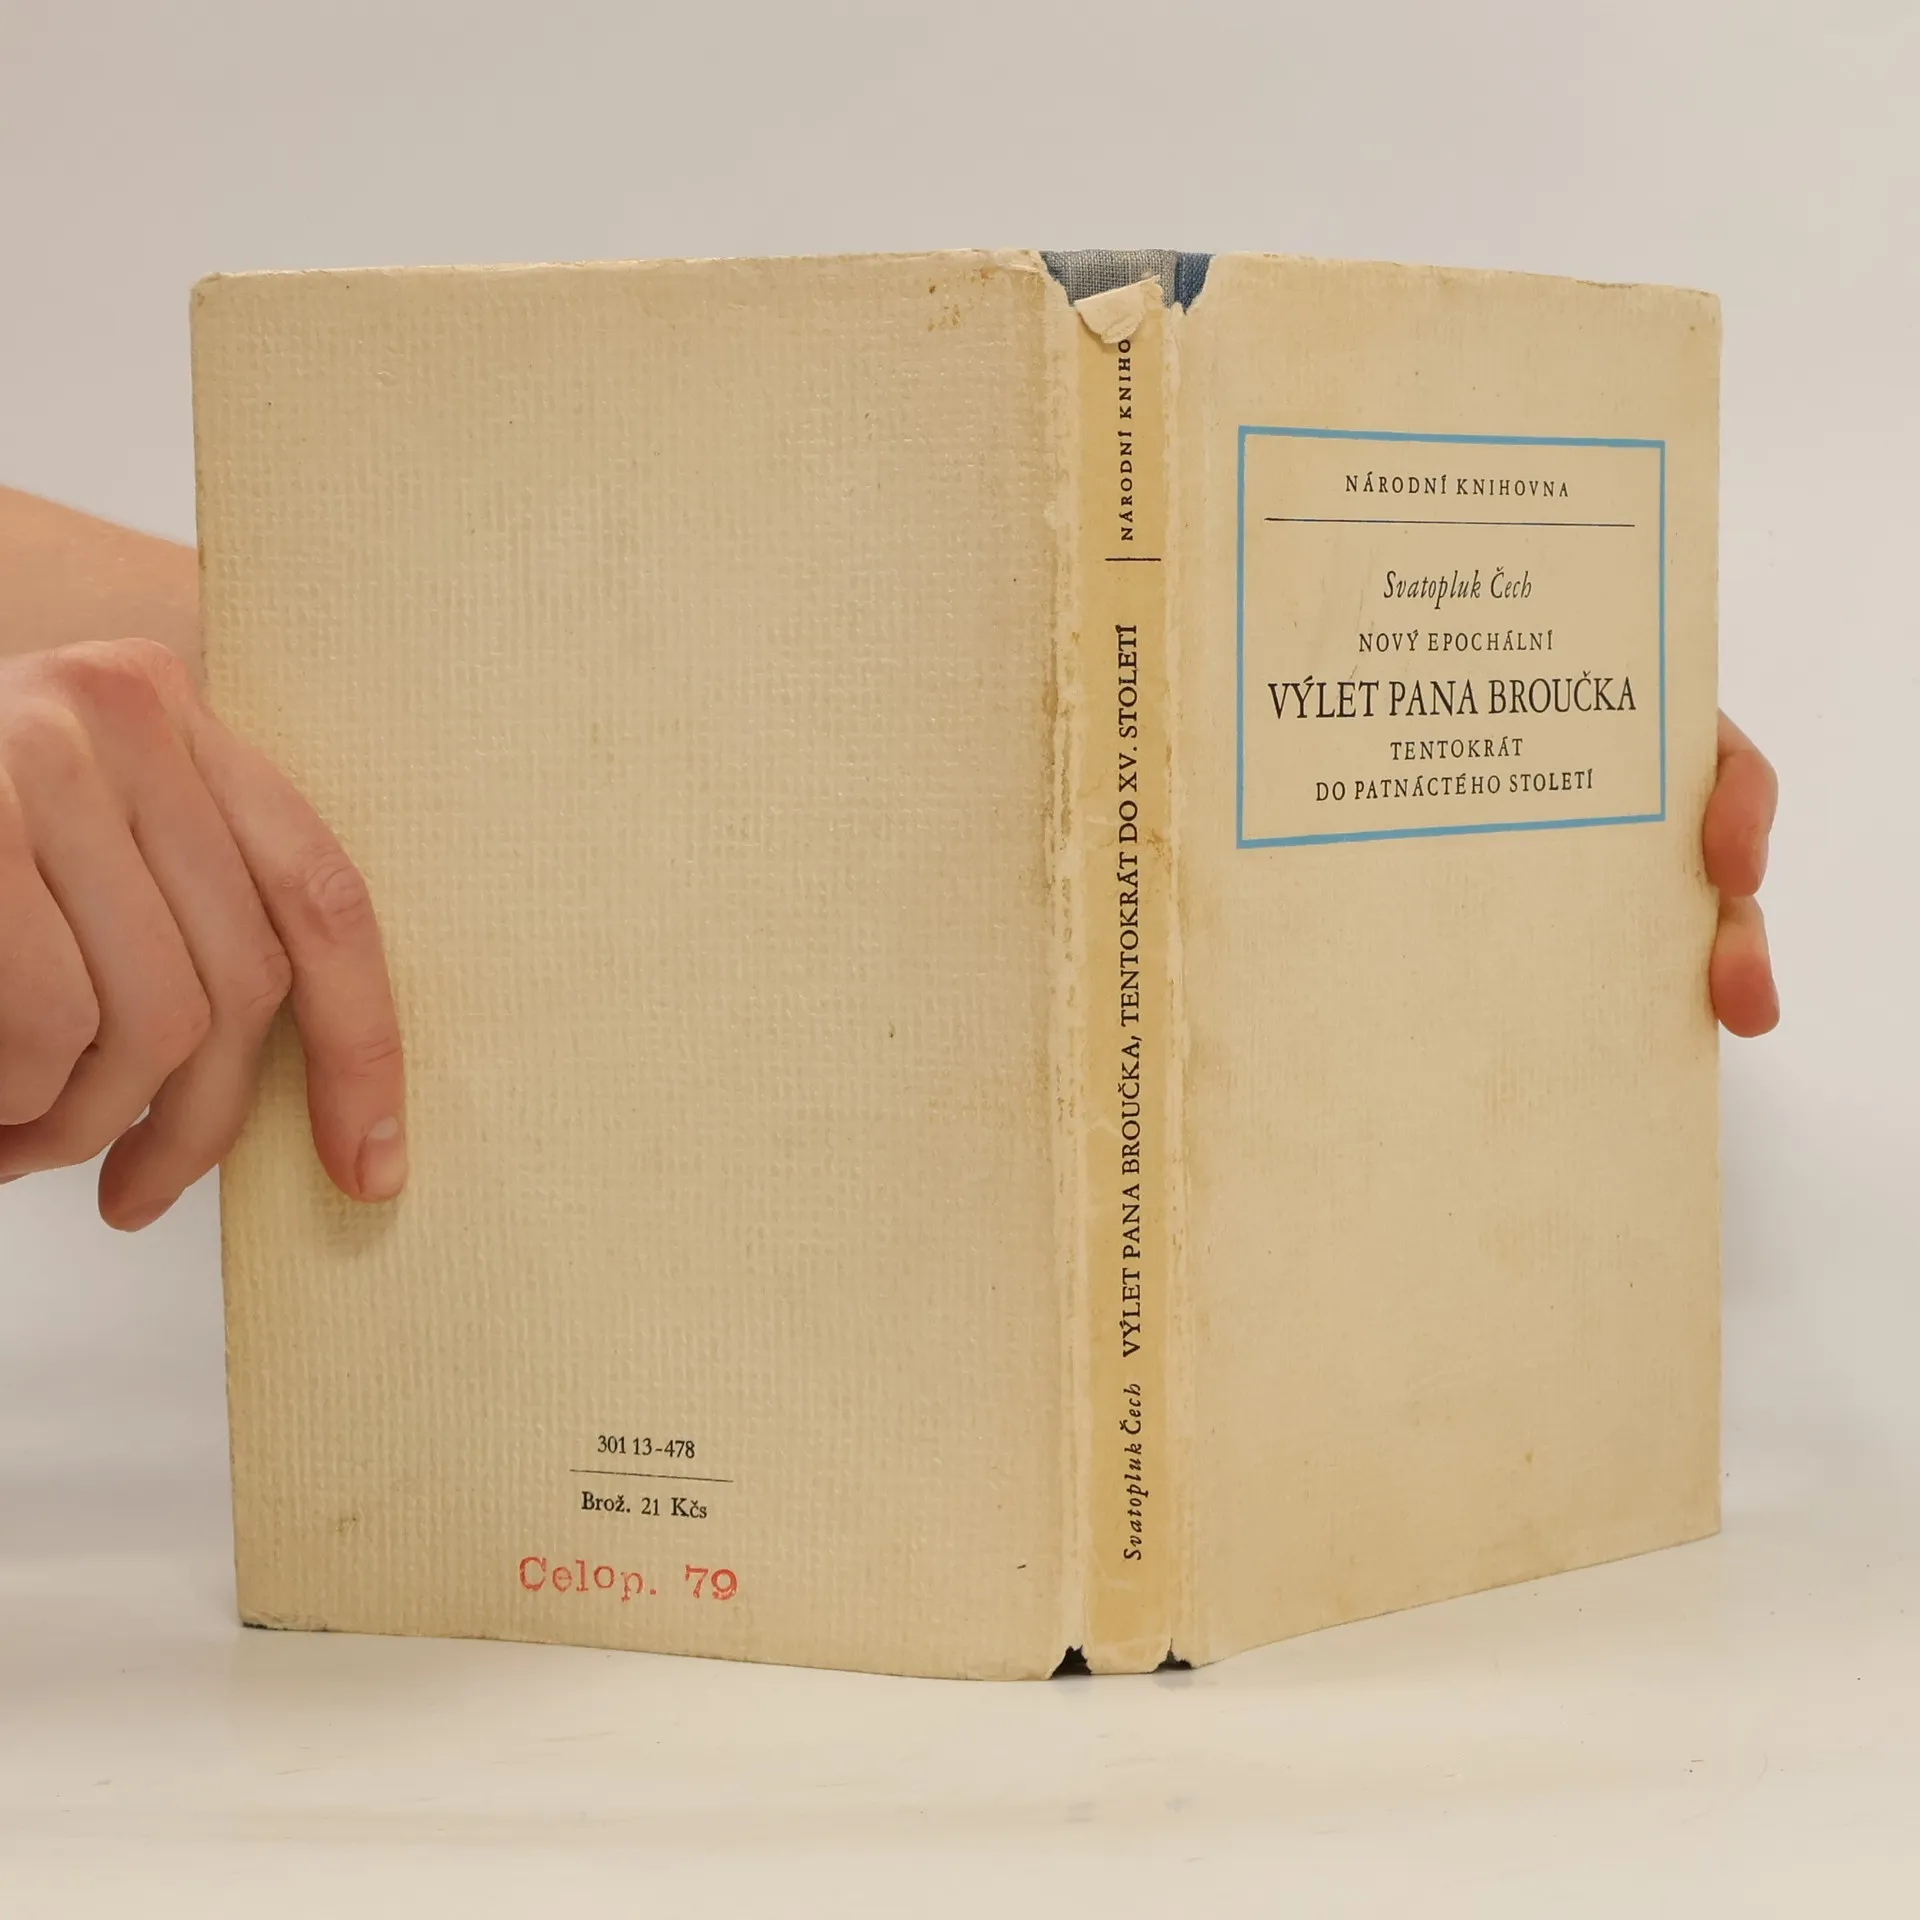 NÁRODNÍ KNIHOVNA
Svatopluk Čech
NOVÝ EPOCHÁLNÍ
VÝLET PANA BROUČKA
TENTOKRÁT
DO PATNÁCTÉHO STOLETÍ
Svatopluk Čech VÝLET PANA BROUČKA, TENTOKRÁT DO XV. STOLETÍ NÁRODNÍ KNIHO
301 13-478
Brož. 21 Kčs
Celop. 79